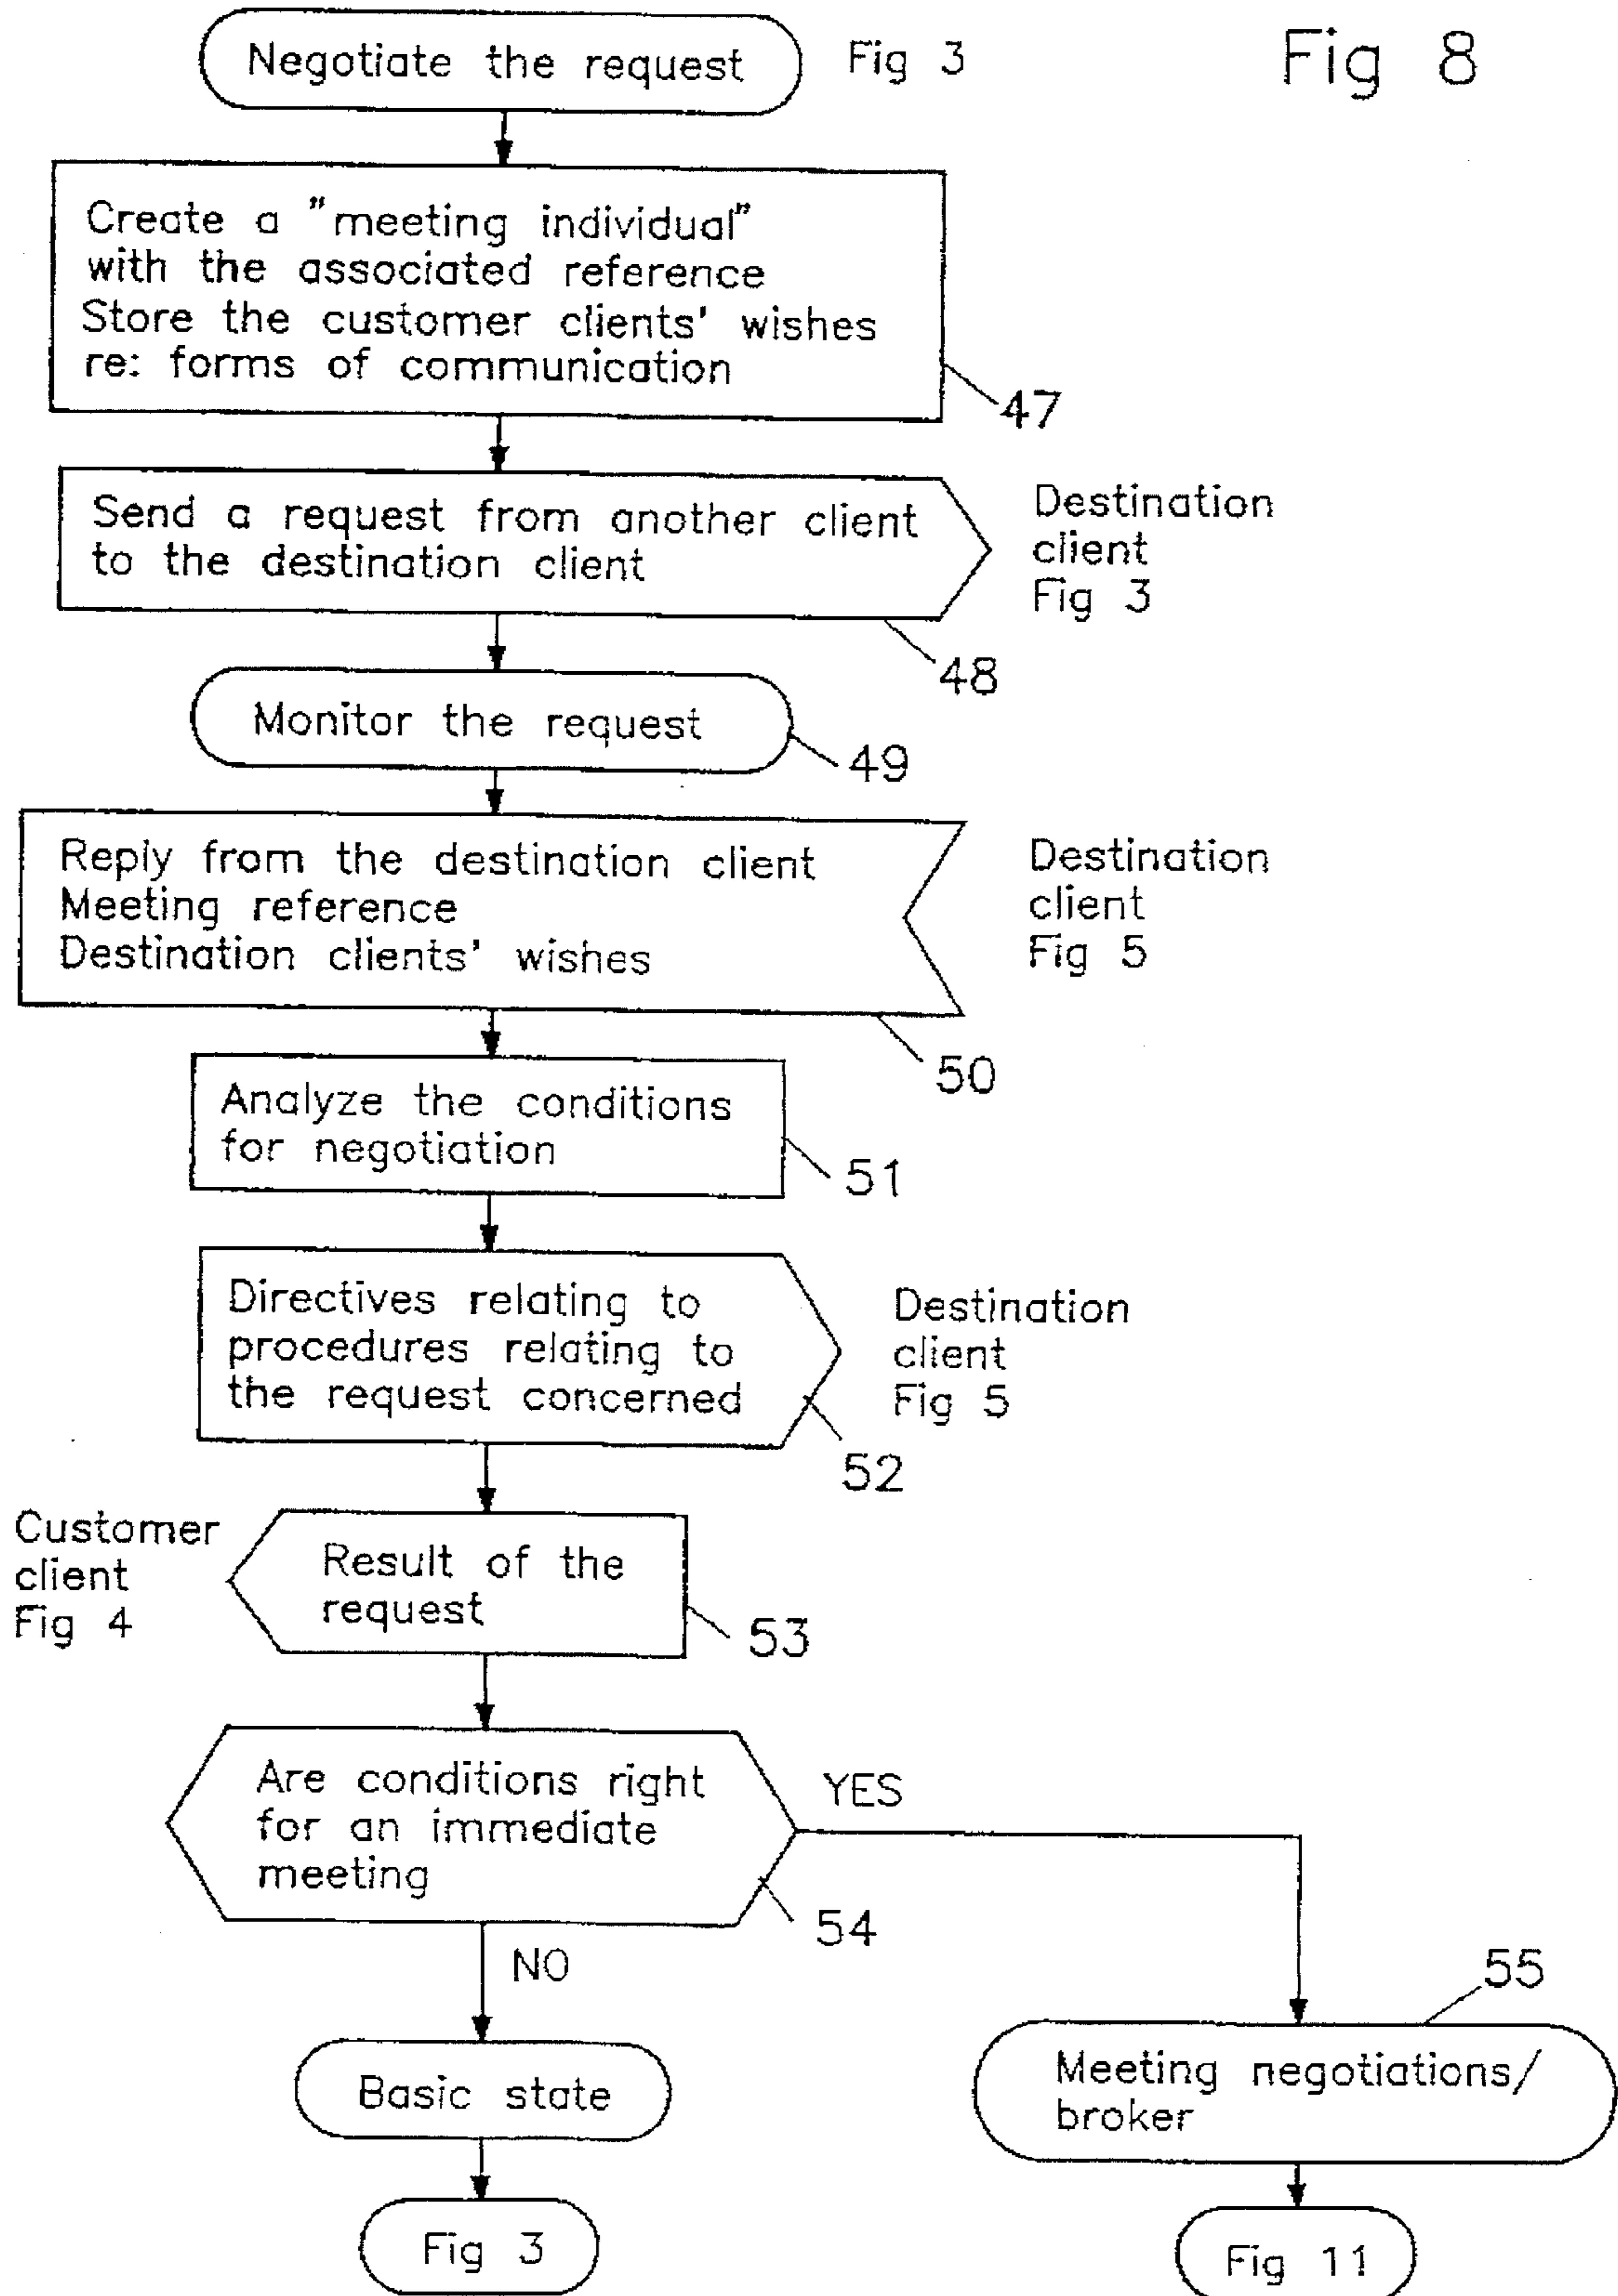 Fig 8
Negotiate the request
Fig 3
Create a "meeting individual"
with the associated reference
Store the customer clients' wishes
re: forms of communication
47
Send a request from another client
to the destination client
Destination
client
Fig 3
48
Monitor the request
49
Reply from the destination client
Meeting reference
Destination clients' wishes
Destination
client
Fig 5
50
Analyze the conditions
for negotiation
51
Directives relating to
procedures relating to
the request concerned
Destination
client
Fig 5
52
Customer
client
Fig 4
Result of the
request
53
Are conditions right
for an immediate
meeting
YES
54
NO
55
Basic state
Meeting negotiations/
broker
Fig 3
Fig 11